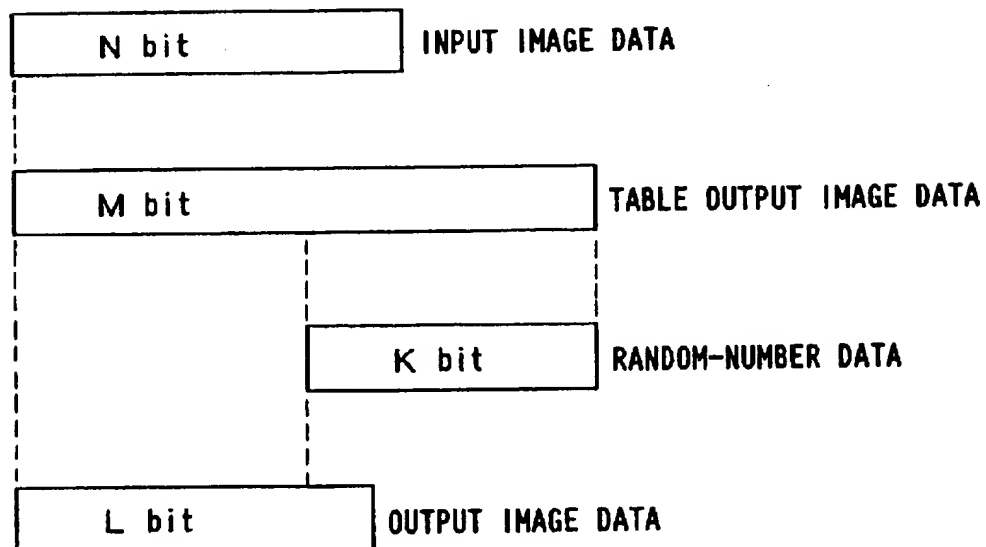 N bit INPUT IMAGE DATA
M bit TABLE OUTPUT IMAGE DATA
K bit RANDOM-NUMBER DATA
L bit OUTPUT IMAGE DATA